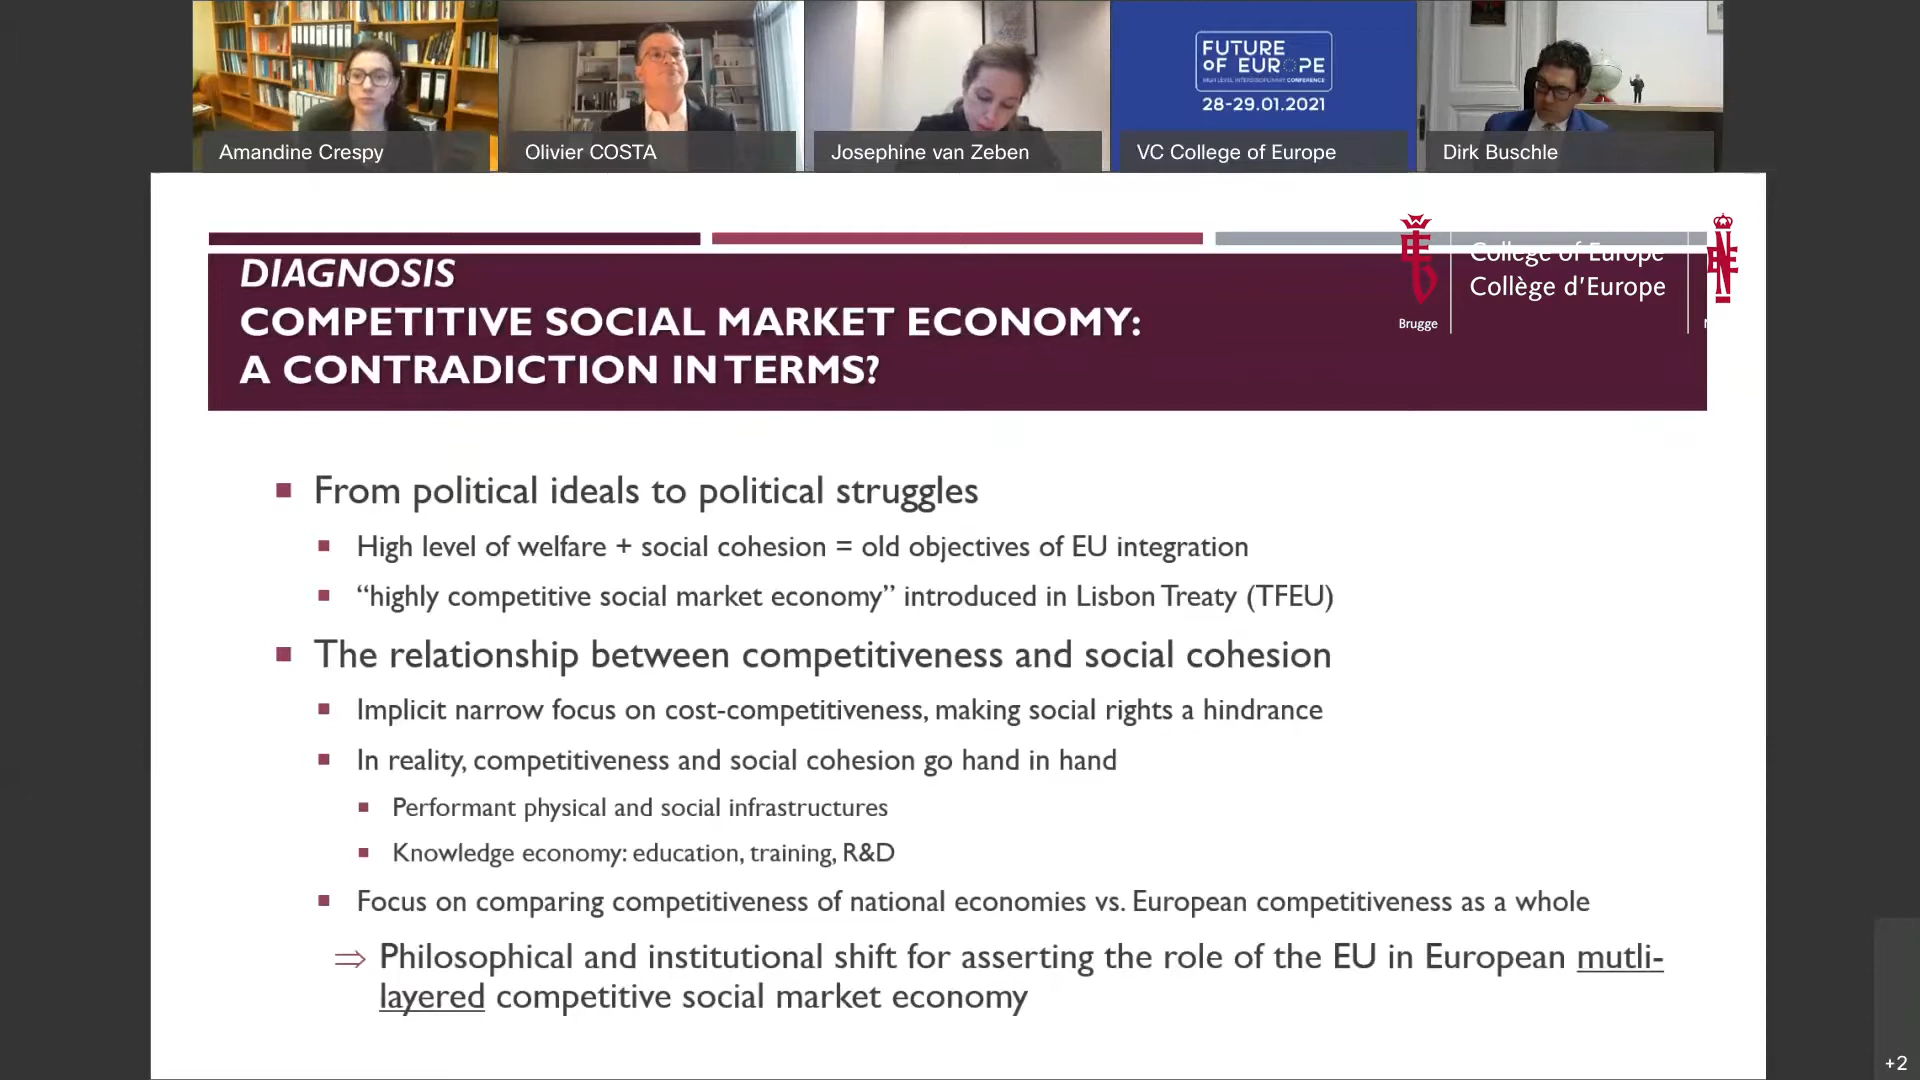 FUTURE
OF EUROPE
HIGH LEVEL INTERDISCIPLINARY CONFERENCE
28-29.01.2021
Amandine Crespy
Olivier COSTA
Josephine van Zeben
VC College of Europe
Dirk Buschle
College of Europe
Collège d'Europe
Brugge
DIAGNOSIS
COMPETITIVE SOCIAL MARKET ECONOMY:
A CONTRADICTION IN TERMS?
From political ideals to political struggles
High level of welfare + social cohesion = old objectives of EU integration
“highly competitive social market economy” introduced in Lisbon Treaty (TFEU)
The relationship between competitiveness and social cohesion
Implicit narrow focus on cost-competitiveness, making social rights a hindrance
In reality, competitiveness and social cohesion go hand in hand
Performant physical and social infrastructures
Knowledge economy: education, training, R&D
Focus on comparing competitiveness of national economies vs. European competitiveness as a whole
⇒ Philosophical and institutional shift for asserting the role of the EU in European mutli-
layered competitive social market economy
+2